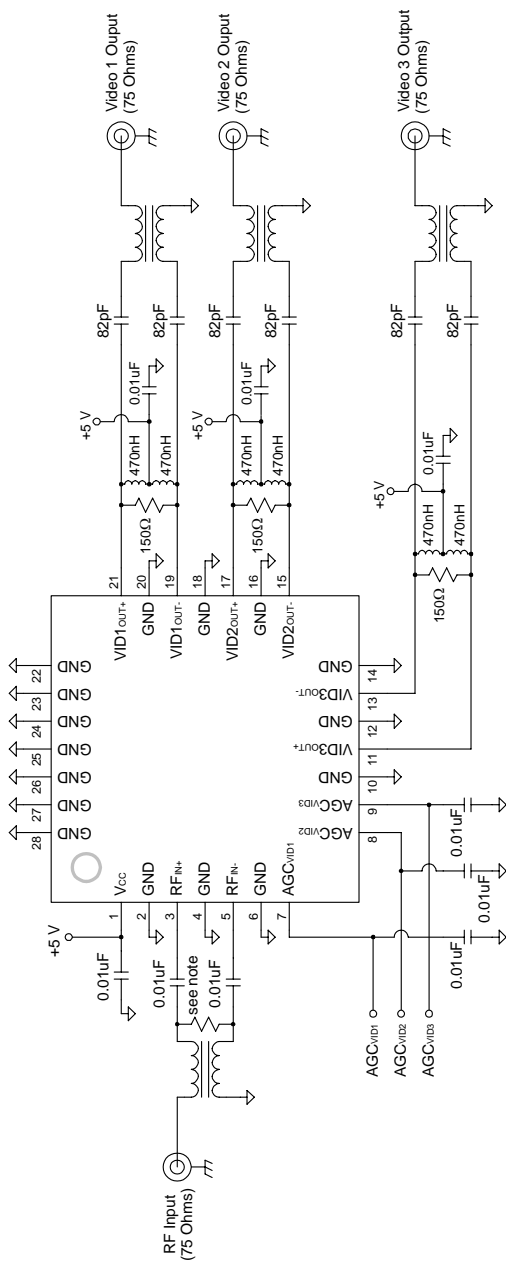 RF Input
(75 Ohms)
0.01uF
see note
0.01uF
0.01uF
+5 V
1
2
3
4
5
6
7
VCC
GND
RFIN+
GND
RFIN-
GND
AGCVID1
28
27
26
25
24
23
22
GND
GND
GND
GND
GND
GND
GND
8
9
10
11
12
13
14
AGCVID2
AGCVID3
GND
VID3OUT+
GND
VID3OUT-
GND
VID1OUT+
GND
VID1OUT-
GND
VID2OUT+
GND
VID2OUT-
21
20
19
18
17
16
15
AGCVID1
AGCVID2
AGCVID3
0.01uF
0.01uF
0.01uF
150Ω
470nH
470nH
+5 V
0.01uF
82pF
82pF
Video 1 Ouput
(75 Ohms)
150Ω
470nH
470nH
+5 V
0.01uF
82pF
82pF
Video 2 Ouput
(75 Ohms)
150Ω
470nH
470nH
+5 V
0.01uF
82pF
82pF
Video 3 Output
(75 Ohms)